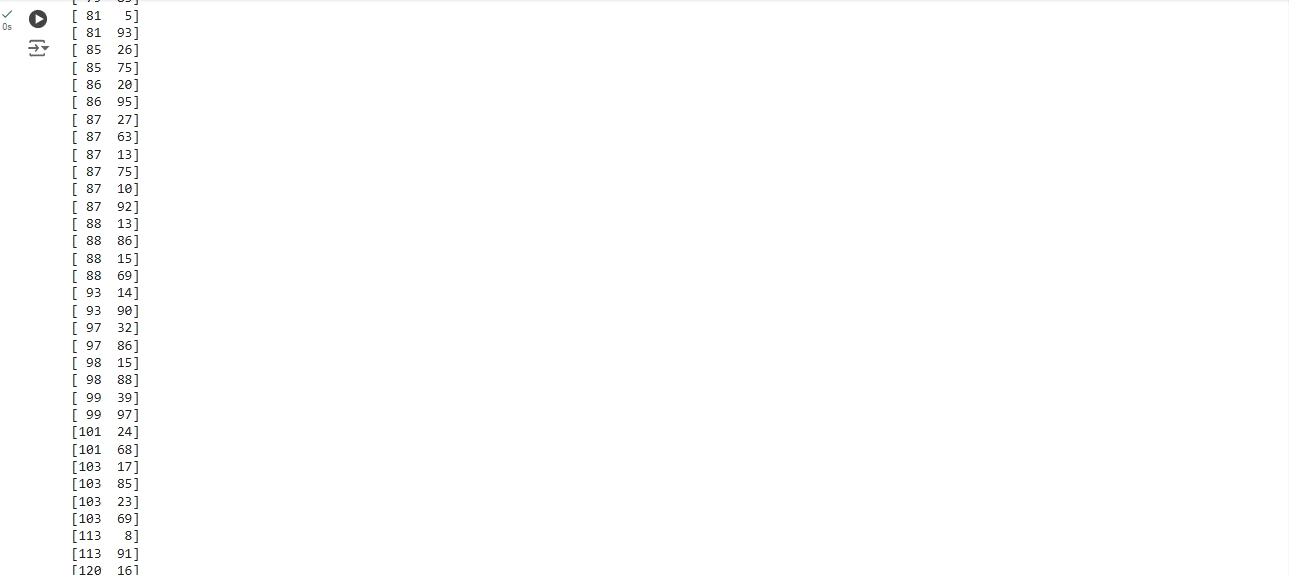 [ 81   5]
0s
[ 81  93]
[ 85  26]
[ 85  75]
[ 86  20]
[ 86  95]
[ 87  27]
[ 87  63]
[ 87  13]
[ 87  75]
[ 87  10]
[ 87  92]
[ 88  13]
[ 88  86]
[ 88  15]
[ 88  69]
[ 93  14]
[ 93  90]
[ 97  32]
[ 97  86]
[ 98  15]
[ 98  88]
[ 99  39]
[ 99  97]
[101  24]
[101  68]
[103  17]
[103  85]
[103  23]
[103  69]
[113   8]
[113  91]
[120  16]